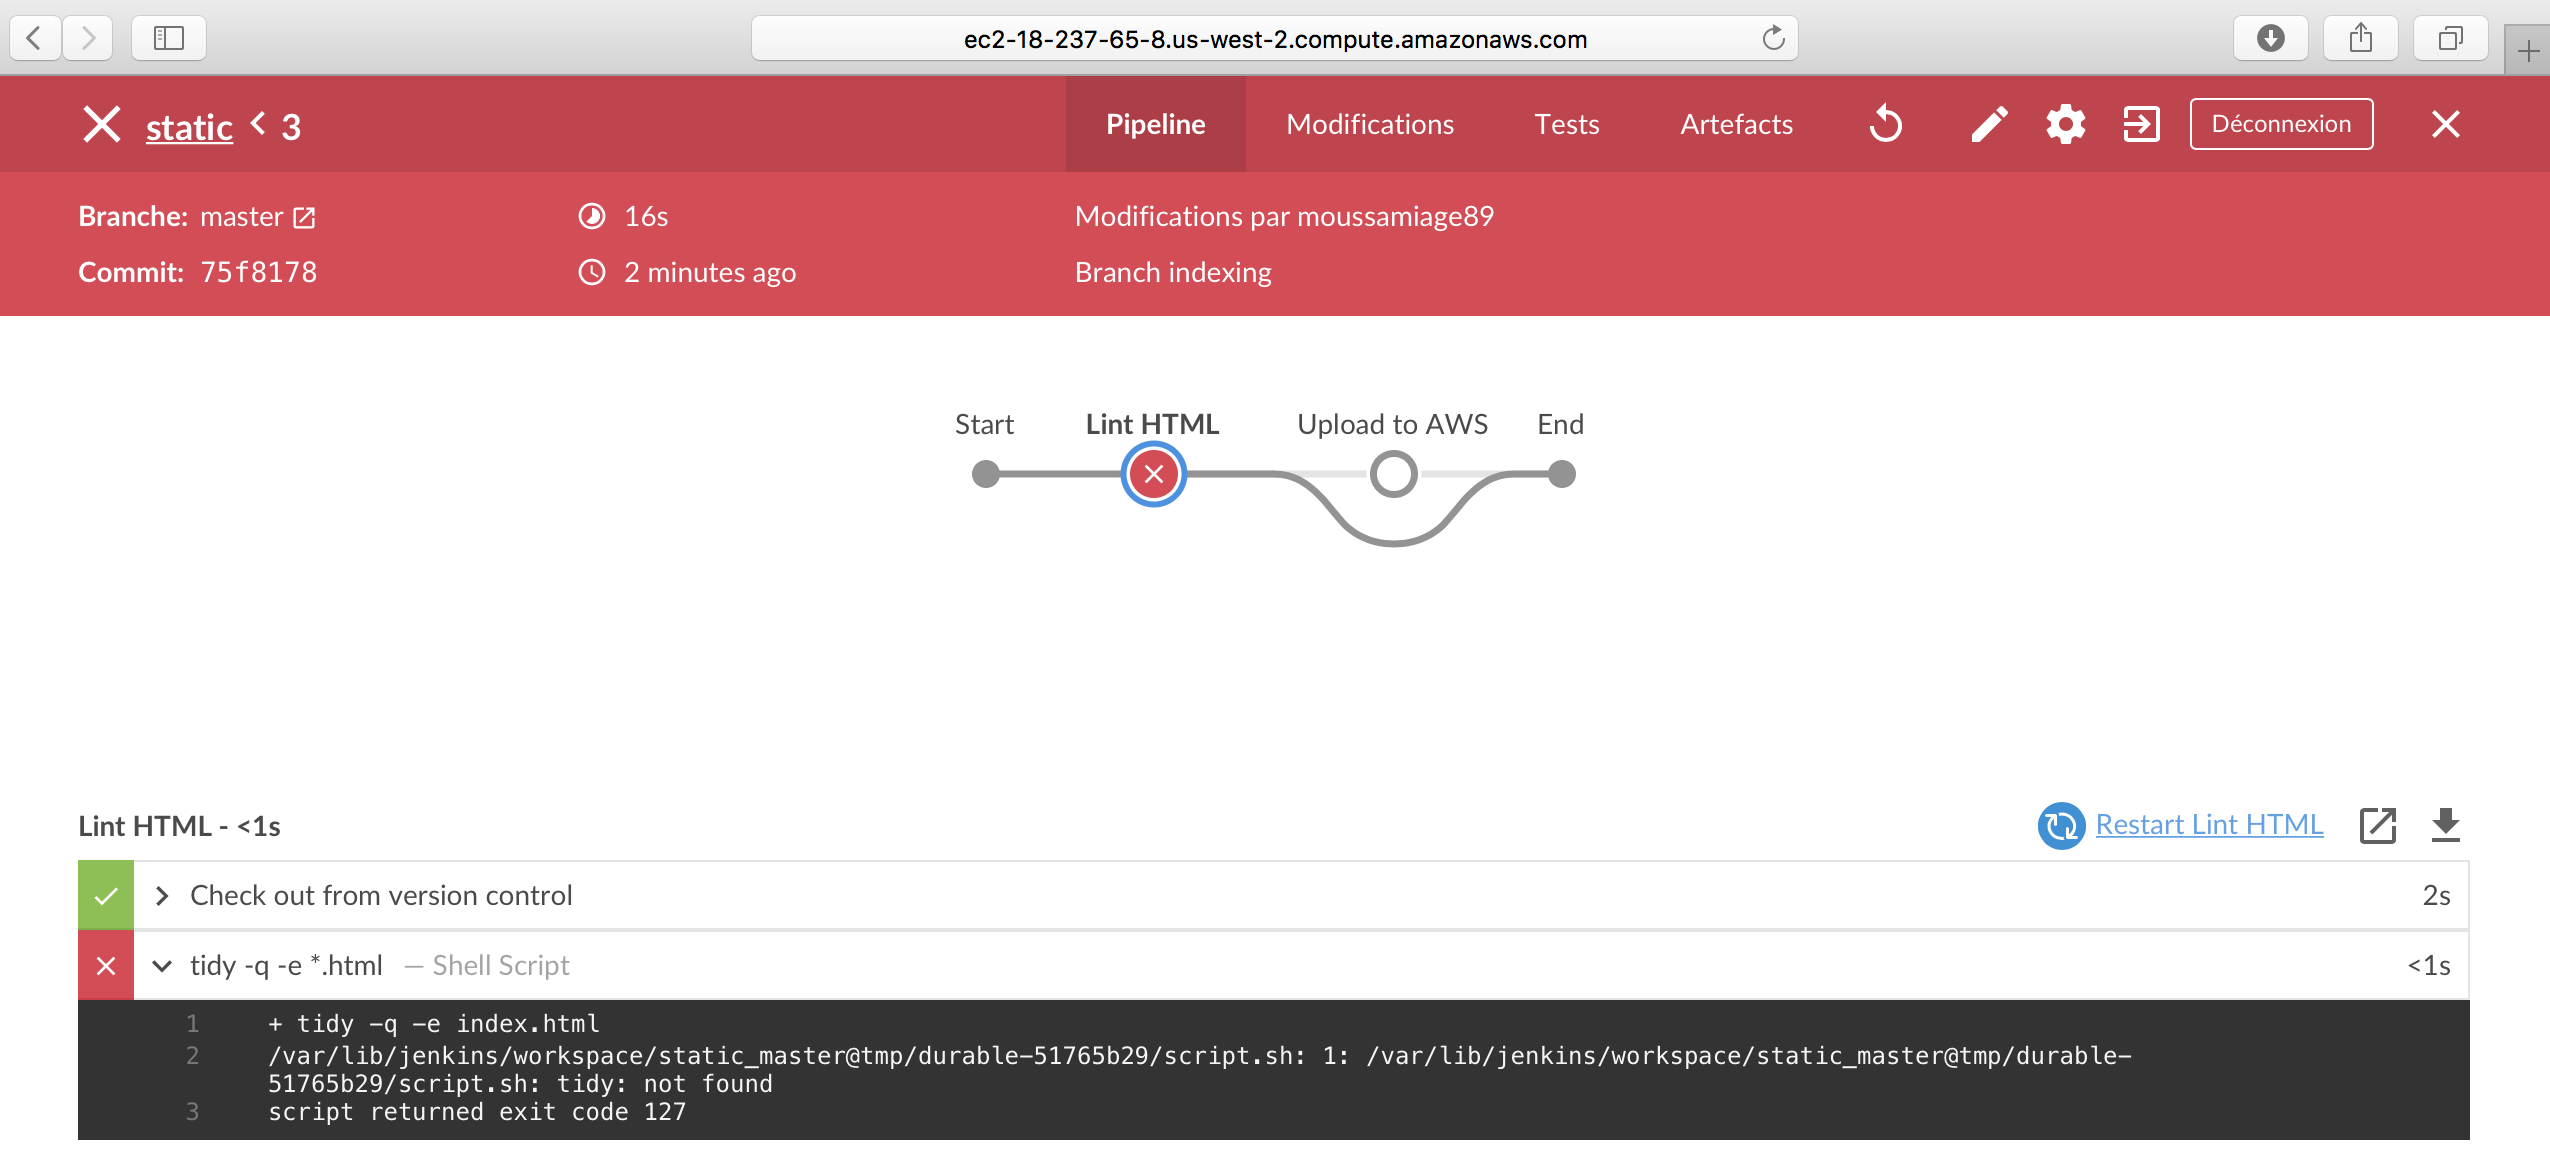 ec2-18-237-65-8.us-west-2.compute.amazonaws.com
static < 3
Pipeline Modifications Tests Artefacts Déconnexion
Branche: master 16s Modifications par moussamiage89
Commit: 75f8178 2 minutes ago Branch indexing
Start Lint HTML Upload to AWS End
Lint HTML - <1s Restart Lint HTML
Check out from version control 2s
tidy -q -e *.html — Shell Script <1s
1 + tidy -q -e index.html
2 /var/lib/jenkins/workspace/static_master@tmp/durable-51765b29/script.sh: 1: /var/lib/jenkins/workspace/static_master@tmp/durable-
51765b29/script.sh: tidy: not found
3 script returned exit code 127